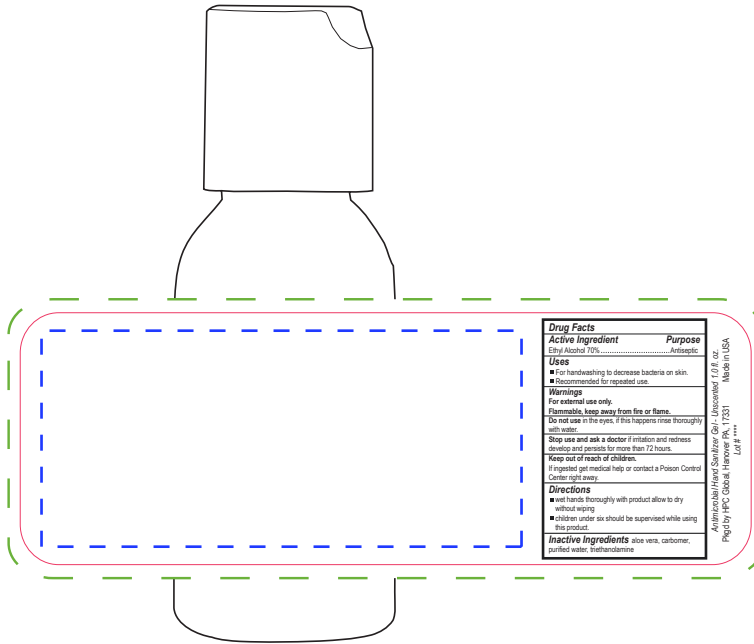 Drug Facts
Active Ingredient Purpose
Ethyl Alcohol 70%..............................Antiseptic
Uses
■ For handwashing to decrease bacteria on skin.
■ Recommended for repeated use.
Warnings
For external use only.
Flammable, keep away from fire or flame.
Do not use in the eyes, if this happens rinse thoroughly
with water.
Stop use and ask a doctor if irritation and redness
develop and persists for more than 72 hours.
Keep out of reach of children.
If ingested get medical help or contact a Poison Control
Center right away.
Directions
■ wet hands thoroughly with product allow to dry
without wiping
■ children under six should be supervised while using
this product.
Inactive Ingredients aloe vera, carbomer,
purified water, triethanolamine
Antimicrobial Hand Sanitizer Gel - Unscented 1.0 fl. oz.
Pkg'd by HPC Global, Hanover PA, 17331 Made in USA
Lot # ****